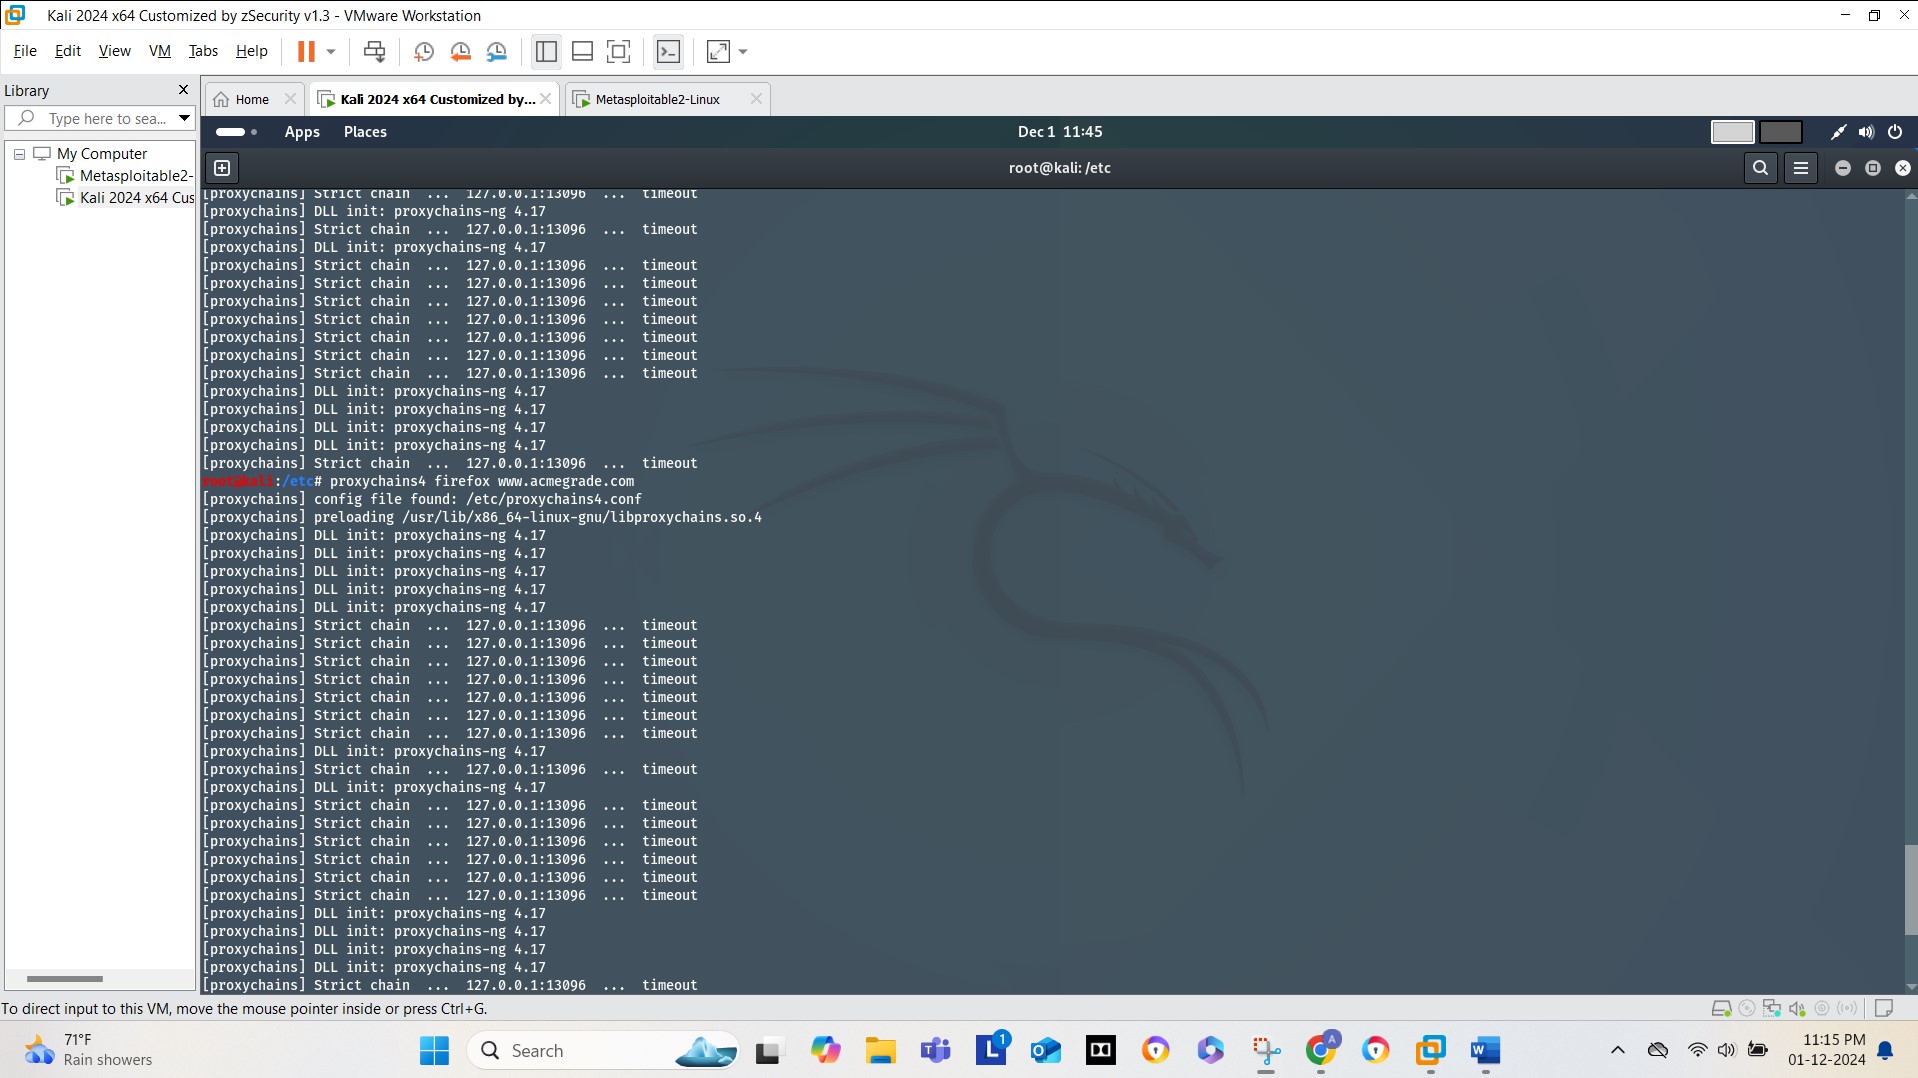 Kali 2024 x64 Customized by zSecurity v1.3 - VMware Workstation
File Edit View VM Tabs Help
Library
Type here to sea...
My Computer
Metasploitable2-
Kali 2024 x64 Cus
Home
Kali 2024 x64 Customized by...
Metasploitable2-Linux
Apps Places
Dec 1 11:45
root@kali: /etc
[proxychains] Strict chain ... 127.0.0.1:13096 ... timeout
[proxychains] DLL init: proxychains-ng 4.17
[proxychains] Strict chain ... 127.0.0.1:13096 ... timeout
[proxychains] DLL init: proxychains-ng 4.17
[proxychains] Strict chain ... 127.0.0.1:13096 ... timeout
[proxychains] Strict chain ... 127.0.0.1:13096 ... timeout
[proxychains] Strict chain ... 127.0.0.1:13096 ... timeout
[proxychains] Strict chain ... 127.0.0.1:13096 ... timeout
[proxychains] Strict chain ... 127.0.0.1:13096 ... timeout
[proxychains] Strict chain ... 127.0.0.1:13096 ... timeout
[proxychains] Strict chain ... 127.0.0.1:13096 ... timeout
[proxychains] DLL init: proxychains-ng 4.17
[proxychains] DLL init: proxychains-ng 4.17
[proxychains] DLL init: proxychains-ng 4.17
[proxychains] DLL init: proxychains-ng 4.17
[proxychains] Strict chain ... 127.0.0.1:13096 ... timeout
root@kali:/etc# proxychains4 firefox www.acmegrade.com
[proxychains] config file found: /etc/proxychains4.conf
[proxychains] preloading /usr/lib/x86_64-linux-gnu/libproxychains.so.4
[proxychains] DLL init: proxychains-ng 4.17
[proxychains] DLL init: proxychains-ng 4.17
[proxychains] DLL init: proxychains-ng 4.17
[proxychains] DLL init: proxychains-ng 4.17
[proxychains] DLL init: proxychains-ng 4.17
[proxychains] Strict chain ... 127.0.0.1:13096 ... timeout
[proxychains] Strict chain ... 127.0.0.1:13096 ... timeout
[proxychains] Strict chain ... 127.0.0.1:13096 ... timeout
[proxychains] Strict chain ... 127.0.0.1:13096 ... timeout
[proxychains] Strict chain ... 127.0.0.1:13096 ... timeout
[proxychains] Strict chain ... 127.0.0.1:13096 ... timeout
[proxychains] Strict chain ... 127.0.0.1:13096 ... timeout
[proxychains] DLL init: proxychains-ng 4.17
[proxychains] Strict chain ... 127.0.0.1:13096 ... timeout
[proxychains] DLL init: proxychains-ng 4.17
[proxychains] Strict chain ... 127.0.0.1:13096 ... timeout
[proxychains] Strict chain ... 127.0.0.1:13096 ... timeout
[proxychains] Strict chain ... 127.0.0.1:13096 ... timeout
[proxychains] Strict chain ... 127.0.0.1:13096 ... timeout
[proxychains] Strict chain ... 127.0.0.1:13096 ... timeout
[proxychains] Strict chain ... 127.0.0.1:13096 ... timeout
[proxychains] DLL init: proxychains-ng 4.17
[proxychains] DLL init: proxychains-ng 4.17
[proxychains] DLL init: proxychains-ng 4.17
[proxychains] DLL init: proxychains-ng 4.17
[proxychains] Strict chain ... 127.0.0.1:13096 ... timeout
To direct input to this VM, move the mouse pointer inside or press Ctrl+G.
71°F
Rain showers
Search
1
A
11:15 PM
01-12-2024